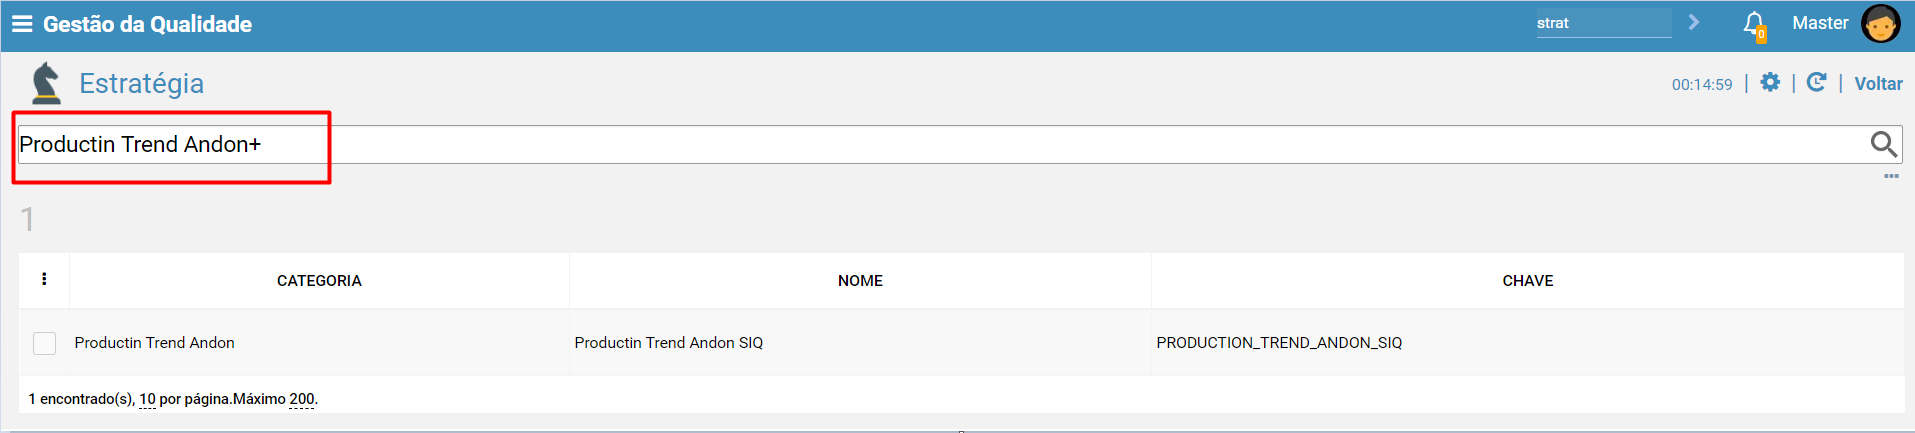 Gestão da Qualidade
strat
0
Master
Estratégia
00:14:59 | | | Voltar
Productin Trend Andon+
1
CATEGORIA NOME CHAVE
Productin Trend Andon Productin Trend Andon SIQ PRODUCTION_TREND_ANDON_SIQ
1 encontrado(s), 10 por página.Máximo 200.